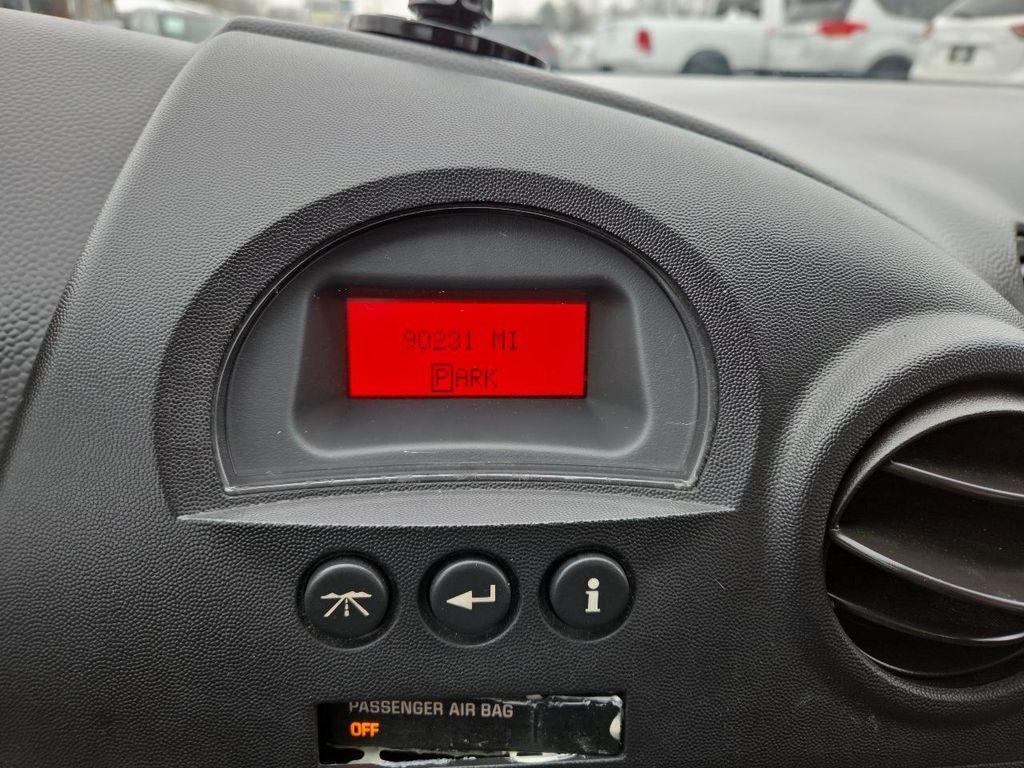 90231 MI
PARK
i
PASSENGER AIR BAG
OFF